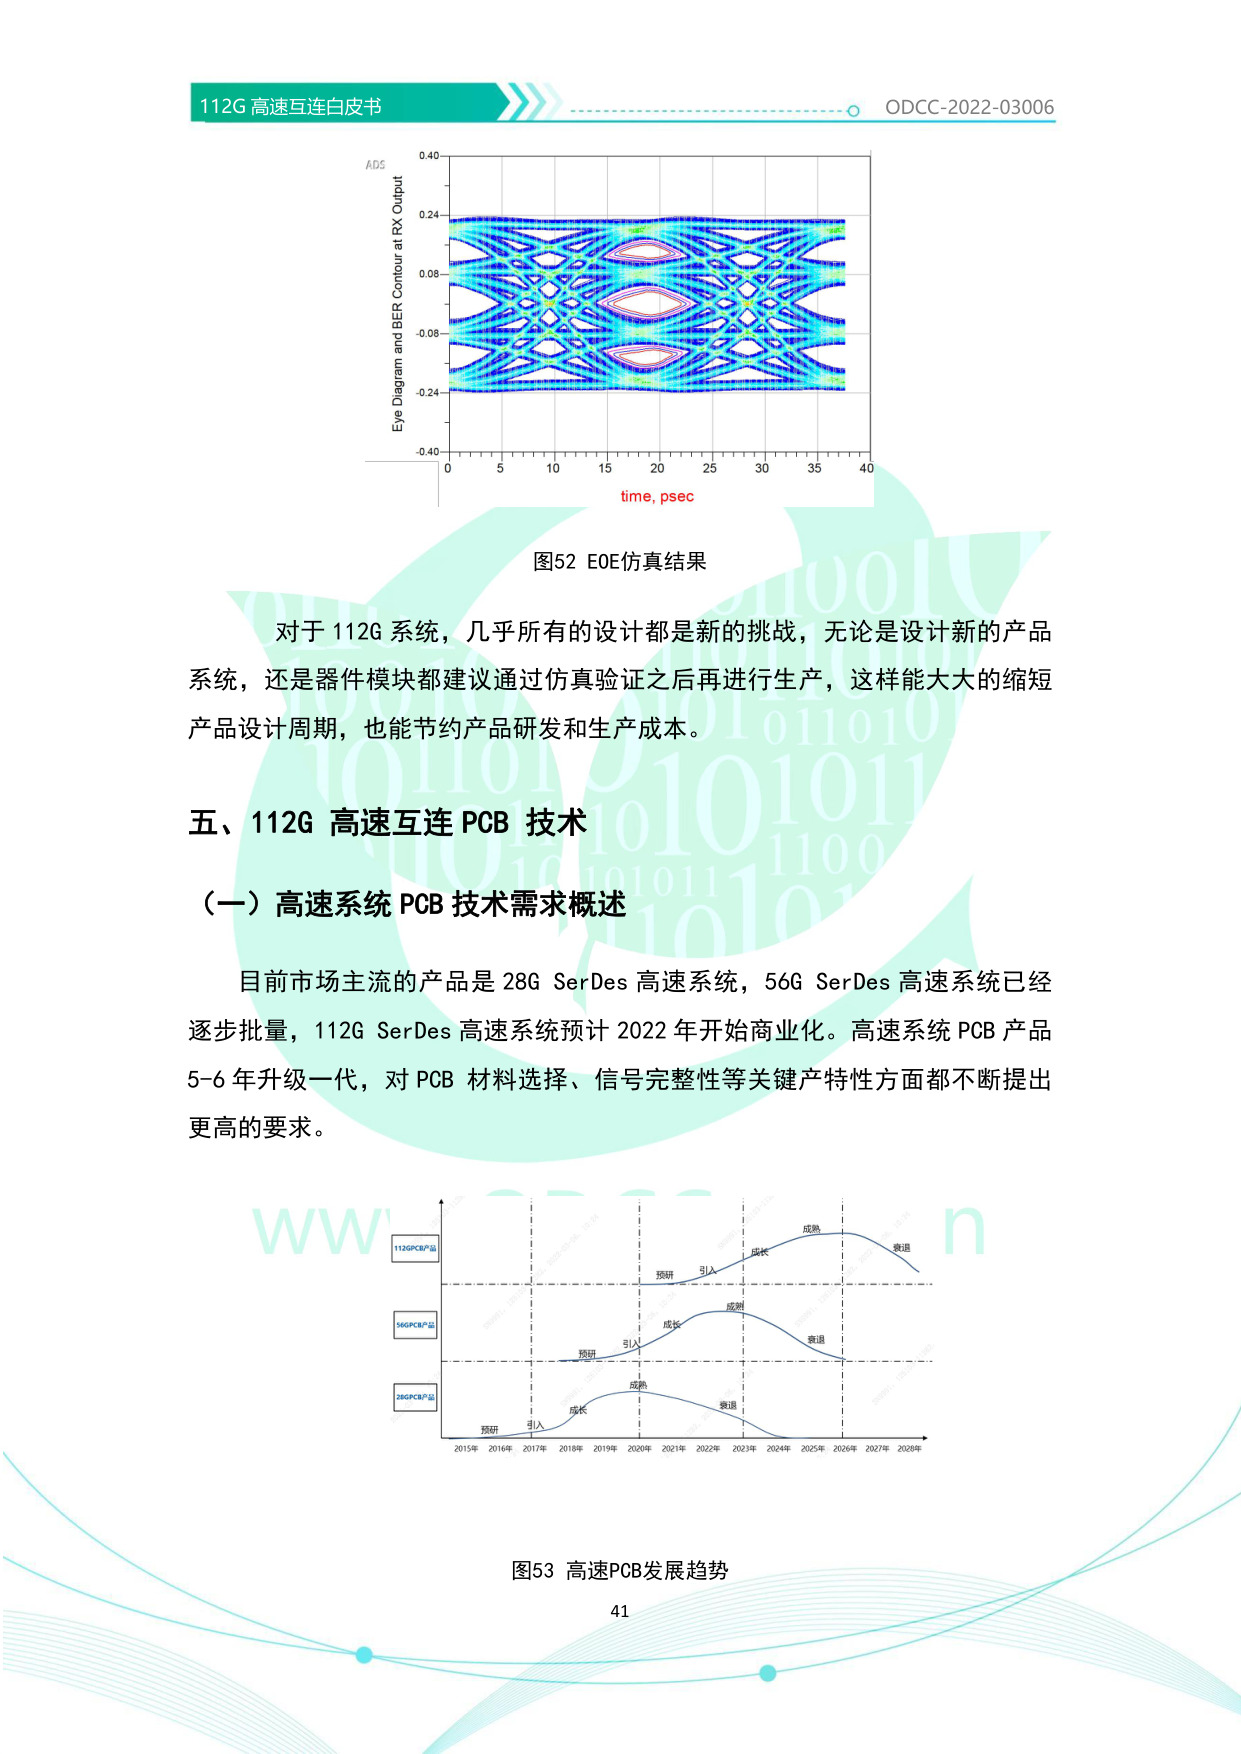 112G 高速互连白皮书
ODCC-2022-03006
ADS
Eye Diagram and BER Contour at RX Output
0.40
0.24
0.08
-0.08
-0.24
-0.40
0 5 10 15 20 25 30 35 40
time, psec
图52 EOE仿真结果
对于 112G 系统，几乎所有的设计都是新的挑战，无论是设计新的产品
系统，还是器件模块都建议通过仿真验证之后再进行生产，这样能大大的缩短
产品设计周期，也能节约产品研发和生产成本。
五、112G 高速互连 PCB 技术
（一）高速系统 PCB 技术需求概述
目前市场主流的产品是 28G SerDes 高速系统，56G SerDes 高速系统已经
逐步批量，112G SerDes 高速系统预计 2022 年开始商业化。高速系统 PCB 产品
5-6 年升级一代，对 PCB 材料选择、信号完整性等关键产特性方面都不断提出
更高的要求。
112GPCB产品
预研 引入 成长 成熟 衰退
56GPCB产品
预研 引入 成长 成熟 衰退
28GPCB产品
预研 引入 成长 成熟 衰退
2015年 2016年 2017年 2018年 2019年 2020年 2021年 2022年 2023年 2024年 2025年 2026年 2027年 2028年
图53 高速PCB发展趋势
41